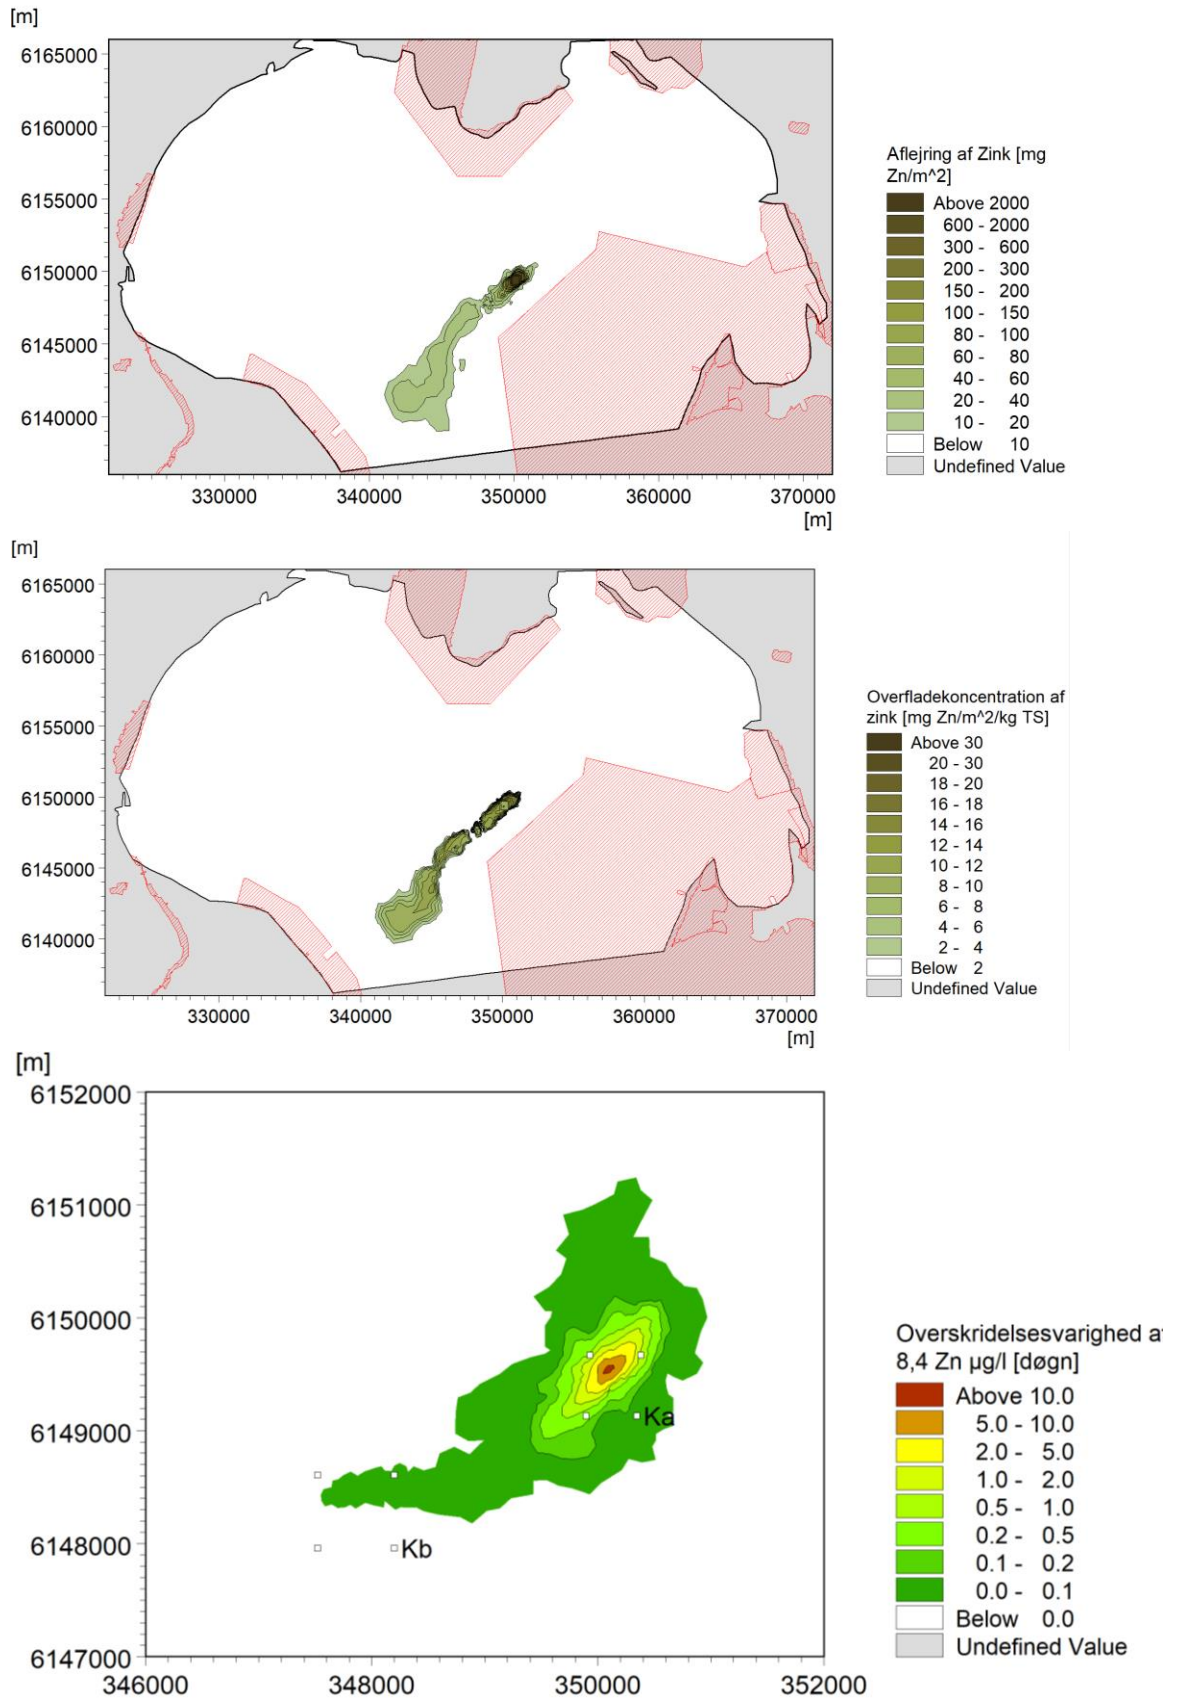 [m]
6165000
6160000
6155000
6150000
6145000
6140000
330000 340000 350000 360000 370000
[m]
Aflejring af Zink [mg
Zn/m^2]
Above 2000
600 - 2000
300 - 600
200 - 300
150 - 200
100 - 150
80 - 100
60 - 80
40 - 60
20 - 40
10 - 20
Below 10
Undefined Value
[m]
6165000
6160000
6155000
6150000
6145000
6140000
330000 340000 350000 360000 370000
[m]
Overfladekoncentration af
zink [mg Zn/m^2/kg TS]
Above 30
20 - 30
18 - 20
16 - 18
14 - 16
12 - 14
10 - 12
8 - 10
6 - 8
4 - 6
2 - 4
Below 2
Undefined Value
[m]
6152000
6151000
6150000
6149000
6148000
6147000
346000 348000 350000 352000
Ka
Kb
Overskridelsesvarighed a
8,4 Zn µg/l [døgn]
Above 10.0
5.0 - 10.0
2.0 - 5.0
1.0 - 2.0
0.5 - 1.0
0.2 - 0.5
0.1 - 0.2
0.0 - 0.1
Below 0.0
Undefined Value